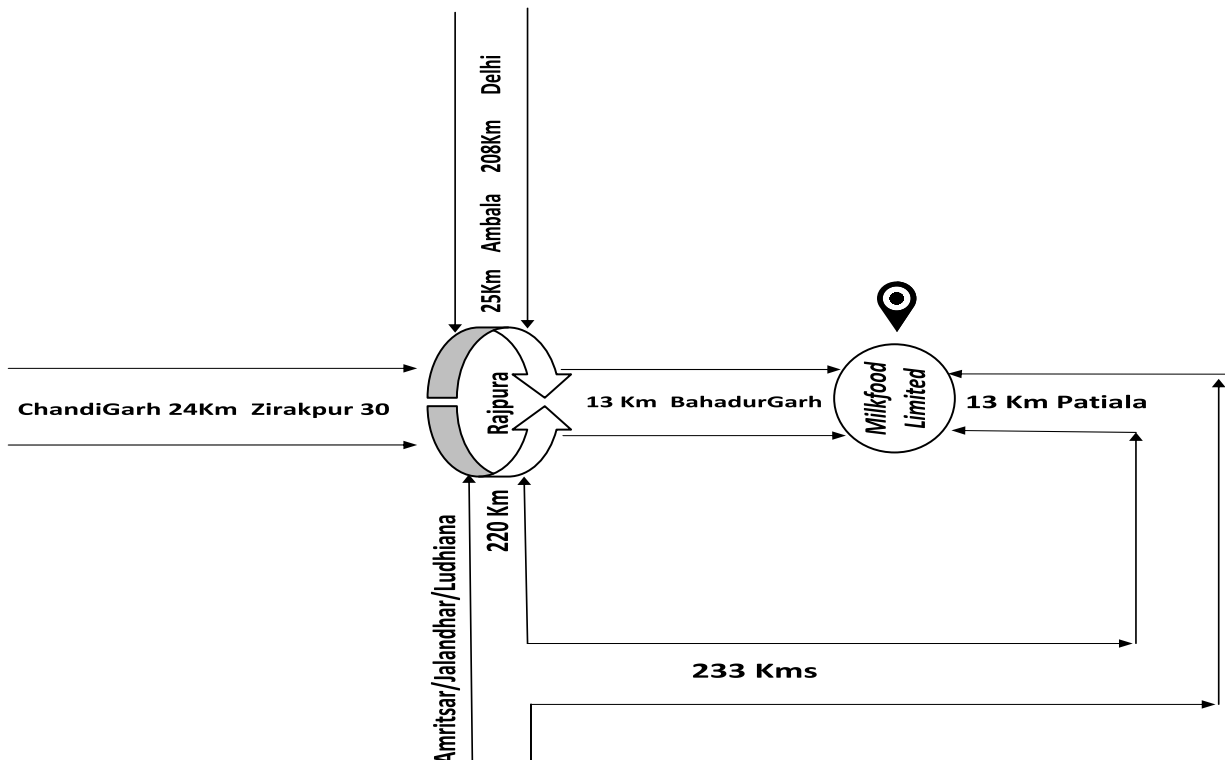 25Km Ambala 208Km Delhi
ChandiGarh 24Km Zirakpur 30
Rajpura
13 Km BahadurGarh
Milkfood
Limited
13 Km Patiala
220 Km
Amritsar/Jalandhar/Ludhiana
233 Kms